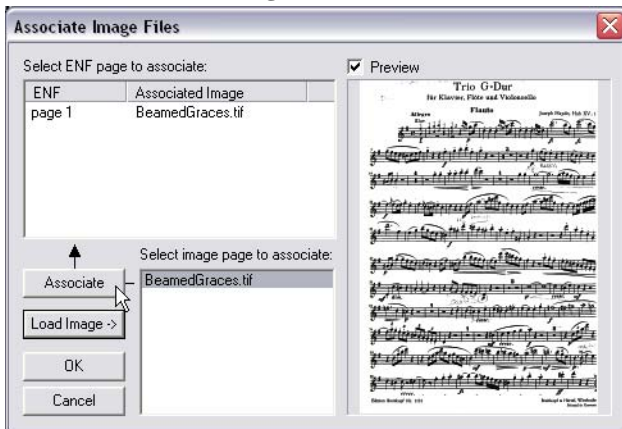 Associate Image Files
Select ENF page to associate:
Preview
ENF Associated Image
page 1 BeamedGraces.tif
Trio G-Dur
für Klavier, Flöte und Violoncello
Flauto
Allegro
Joseph Haydn, Hob XV,
Select image page to associate:
Associate
BeamedGraces.tif
Load Image ->
OK
Cancel
cresc.